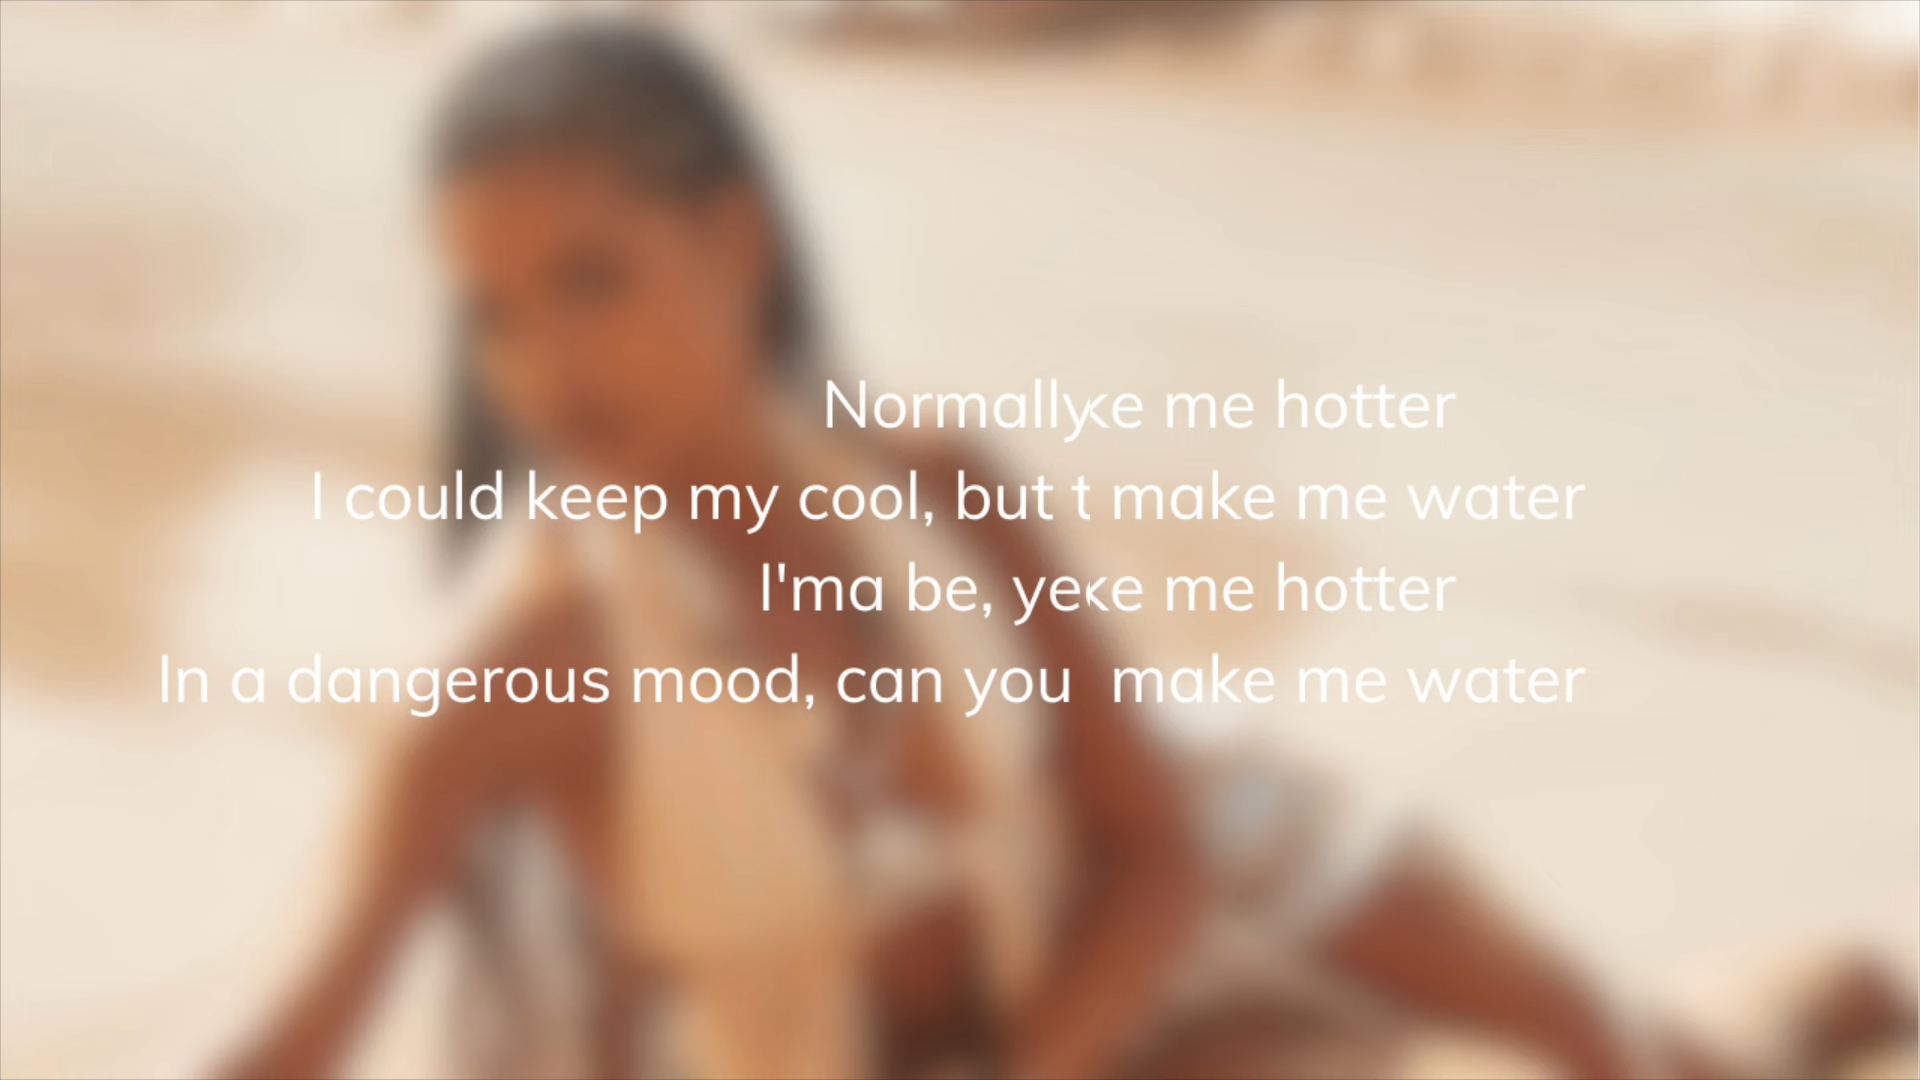 Normallyke me hotter
I could keep my cool, but t make me water
I'ma be, yeke me hotter
In a dangerous mood, can you make me water